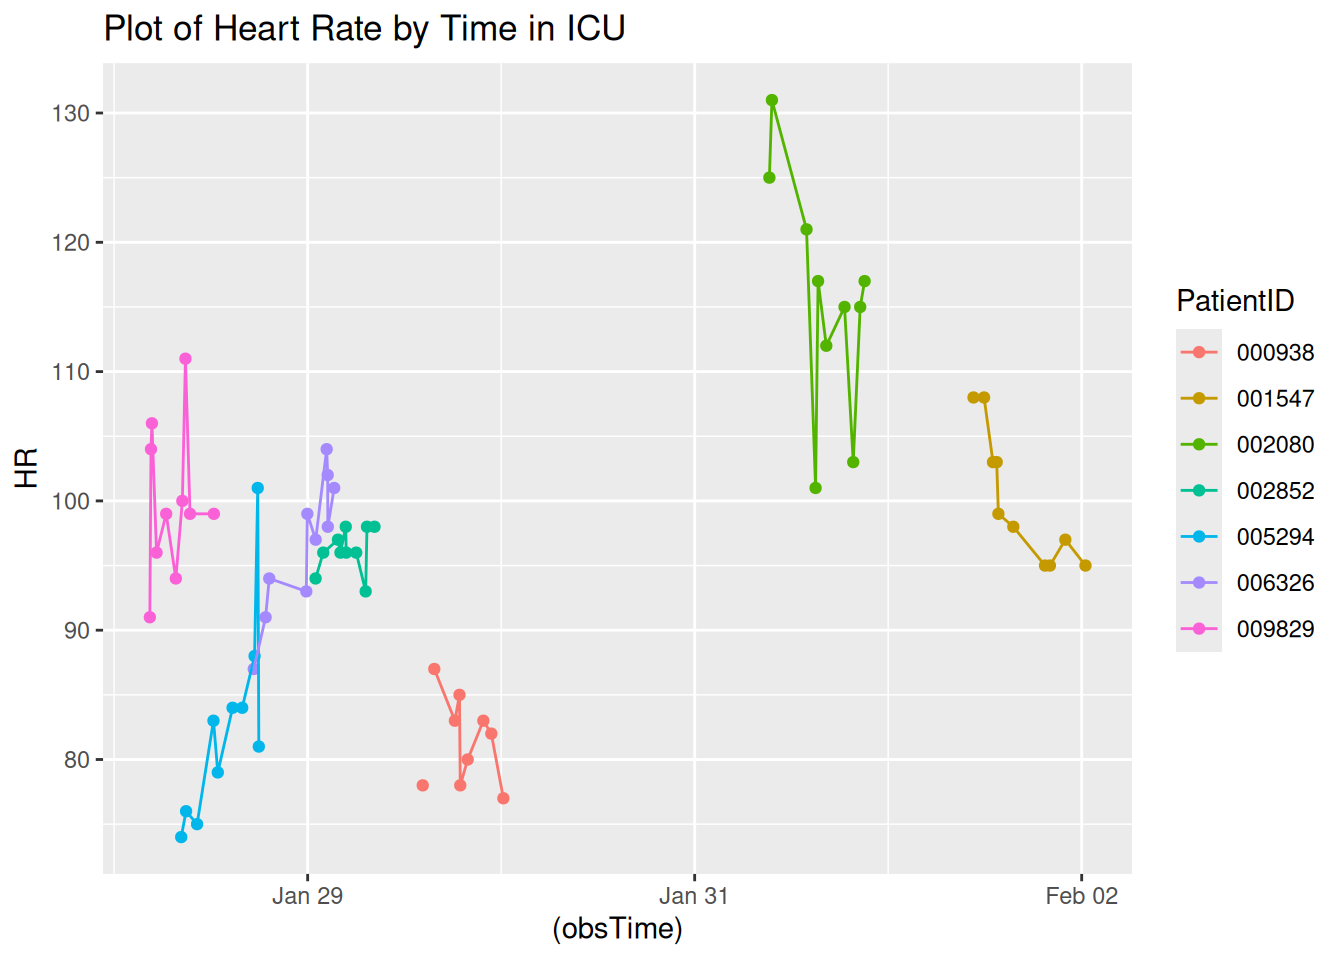 Plot of Heart Rate by Time in ICU
130
120
110
100
90
80
HR
Jan 29
Jan 31
Feb 02
(obsTime)
PatientID
000938
001547
002080
002852
005294
006326
009829